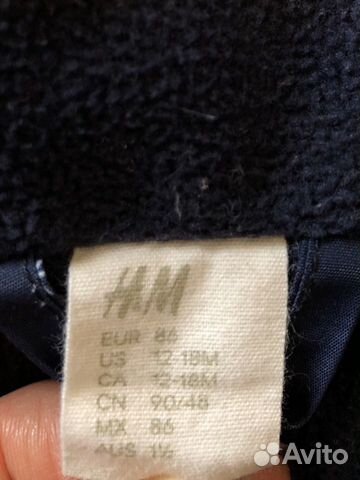 H&M
EUR 86
US 12-18M
CA 12-18M
CN 90/48
MX 86
AUS 1½
Avito